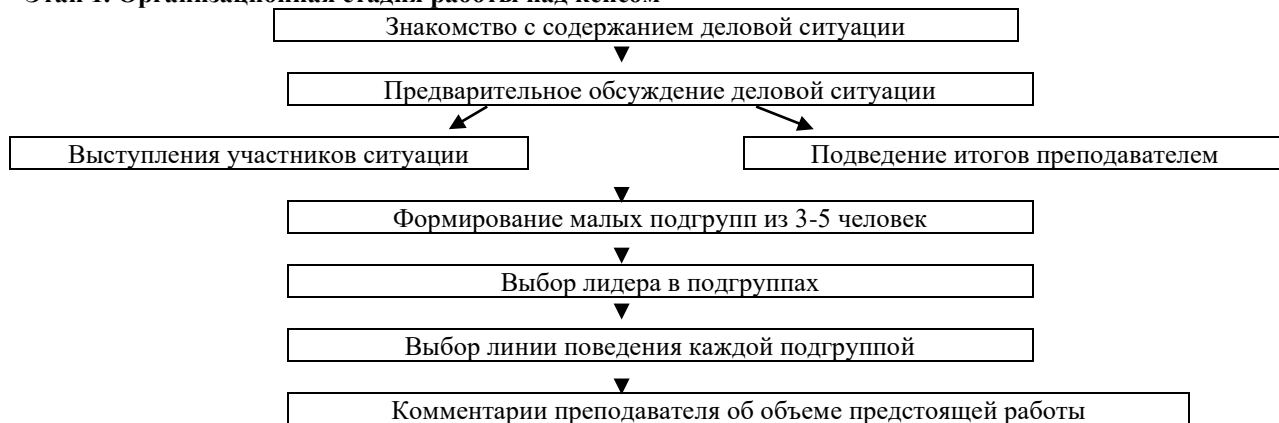 Этап 1. Организационная стадия работы над кейсом
Знакомство с содержанием деловой ситуации
Предварительное обсуждение деловой ситуации
Выступления участников ситуации
Подведение итогов преподавателем
Формирование малых подгрупп из 3-5 человек
Выбор лидера в подгруппах
Выбор линии поведения каждой подгруппой
Комментарии преподавателя об объеме предстоящей работы